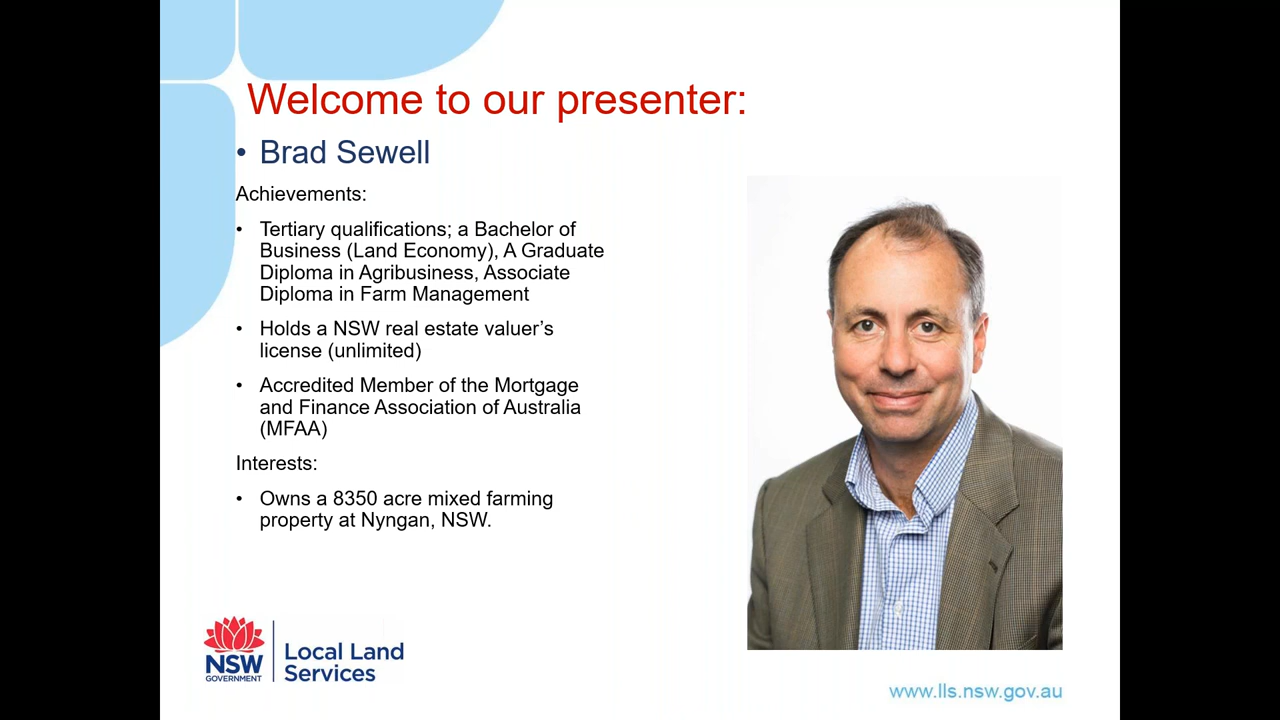 Welcome to our presenter:
• Brad Sewell
Achievements:
• Tertiary qualifications; a Bachelor of
Business (Land Economy), A Graduate
Diploma in Agribusiness, Associate
Diploma in Farm Management
• Holds a NSW real estate valuer’s
license (unlimited)
• Accredited Member of the Mortgage
and Finance Association of Australia
(MFAA)
Interests:
• Owns a 8350 acre mixed farming
property at Nyngan, NSW.
NSW
GOVERNMENT
Local Land
Services
www.lls.nsw.gov.au